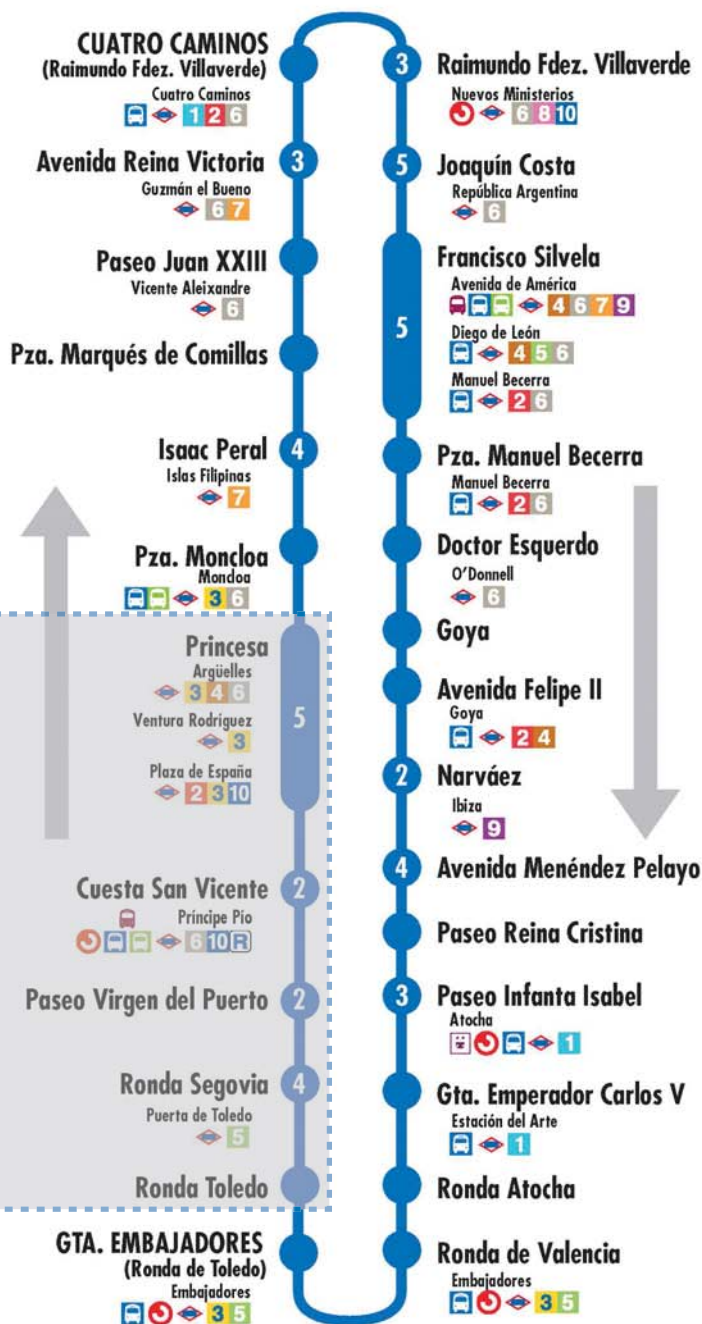 CUATRO CAMINOS
(Raimundo Fdez. Villaverde)
Cuatro Caminos
1 2 6
Avenida Reina Victoria
3
Guzmán el Bueno
6 7
Paseo Juan XXIII
Vicente Aleixandre
6
Pza. Marqués de Comillas
Isaac Peral
4
Islas Filipinas
7
Pza. Moncloa
Moncloa
3 6
Princesa
Argüelles
3 4 6
5
Ventura Rodríguez
3
Plaza de España
2 3 10
Cuesta San Vicente
2
Príncipe Pío
6 10 R
Paseo Virgen del Puerto
2
Ronda Segovia
4
Puerta de Toledo
5
Ronda Toledo
GTA. EMBAJADORES
(Ronda de Toledo)
Embajadores
3 5
3
Raimundo Fdez. Villaverde
Nuevos Ministerios
6 8 10
5
Joaquín Costa
República Argentina
6
Francisco Silvela
Avenida de América
4 6 7 9
5
Diego de León
4 5 6
Manuel Becerra
2 6
Pza. Manuel Becerra
Manuel Becerra
2 6
Doctor Esquerdo
O'Donnell
6
Goya
Avenida Felipe II
Goya
2 4
2
Narváez
Ibiza
9
4
Avenida Menéndez Pelayo
Paseo Reina Cristina
3
Paseo Infanta Isabel
Atocha
1
Gta. Emperador Carlos V
Estación del Arte
1
Ronda Atocha
Ronda de Valencia
Embajadores
3 5